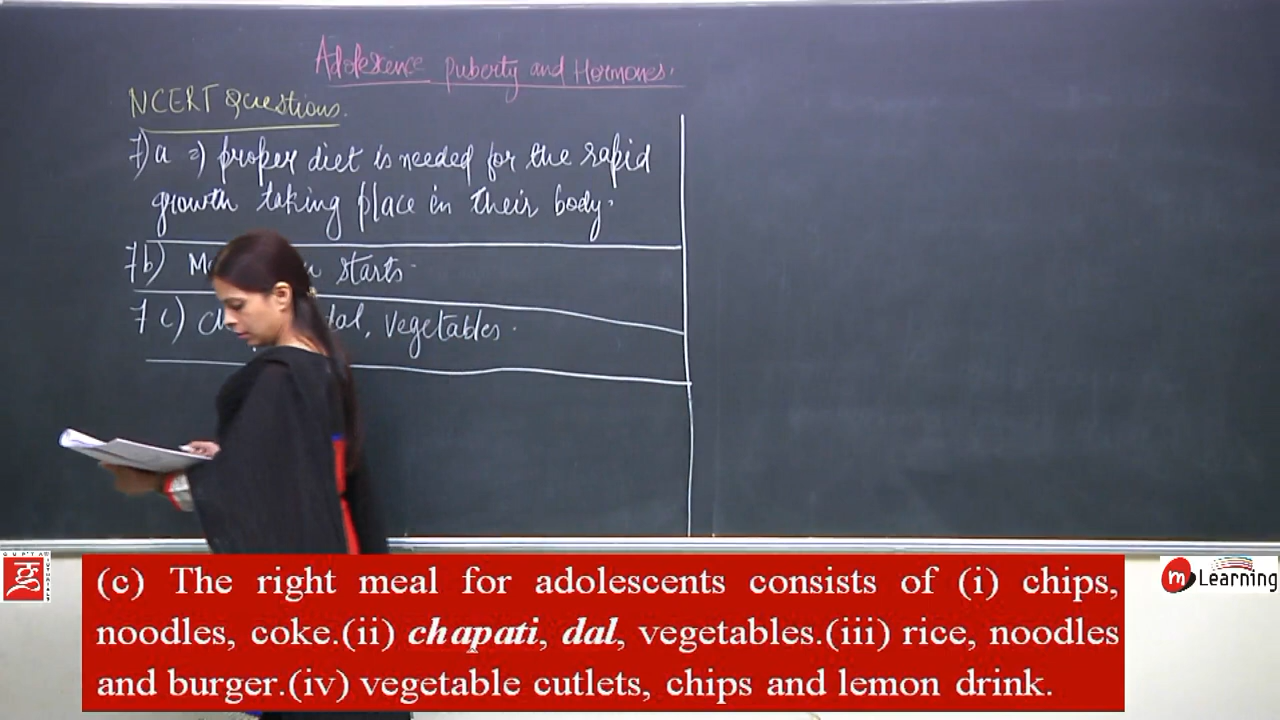 Adolescence puberty and Hormones.
NCERT Questions.
7) a => proper diet is needed for the rapid
growth taking place in their body.
7b) starts.
7 c) dal, vegetables.
(c) The right meal for adolescents consists of (i) chips,
noodles, coke.(ii) chapati, dal, vegetables.(iii) rice, noodles
and burger.(iv) vegetable cutlets, chips and lemon drink.
m Learning